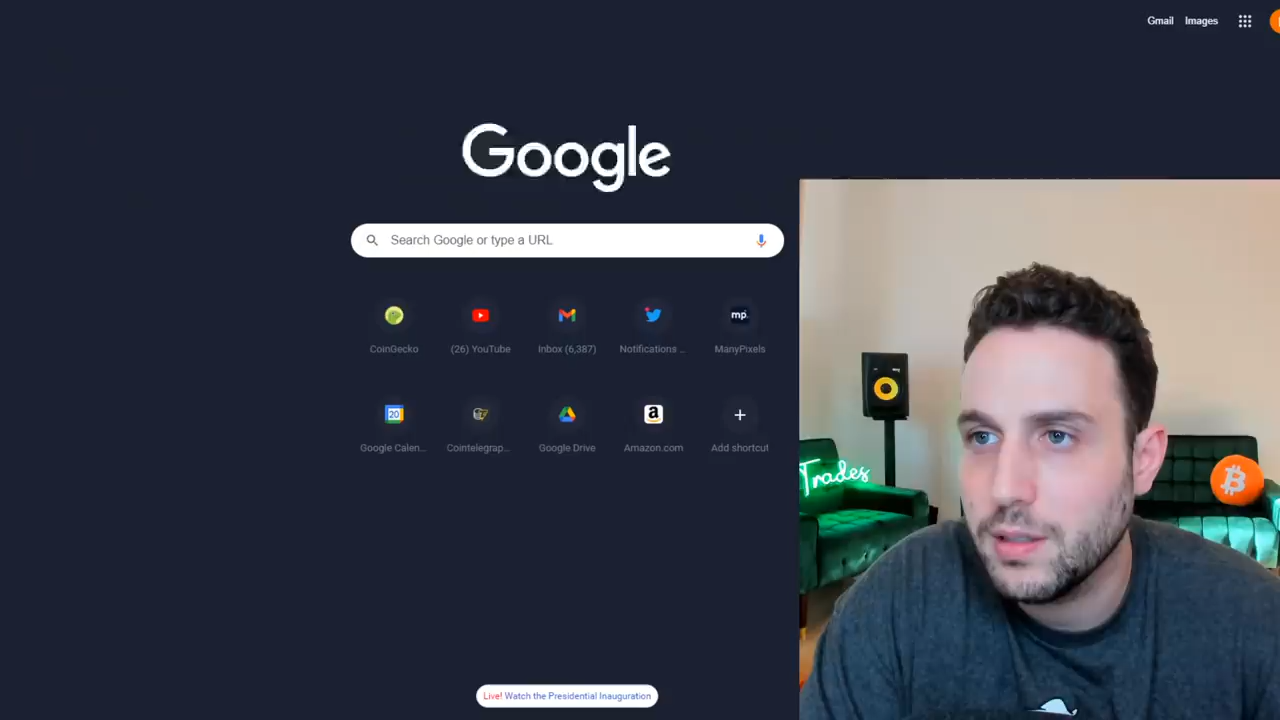 Gmail Images
Google
Search Google or type a URL
mp.
CoinGecko (26) YouTube Inbox (6,387) Notifications ... ManyPixels
20 a
Google Calen... Cointelegrap... Google Drive Amazon.com Add shortcut
Trades
Live! Watch the Presidential Inauguration